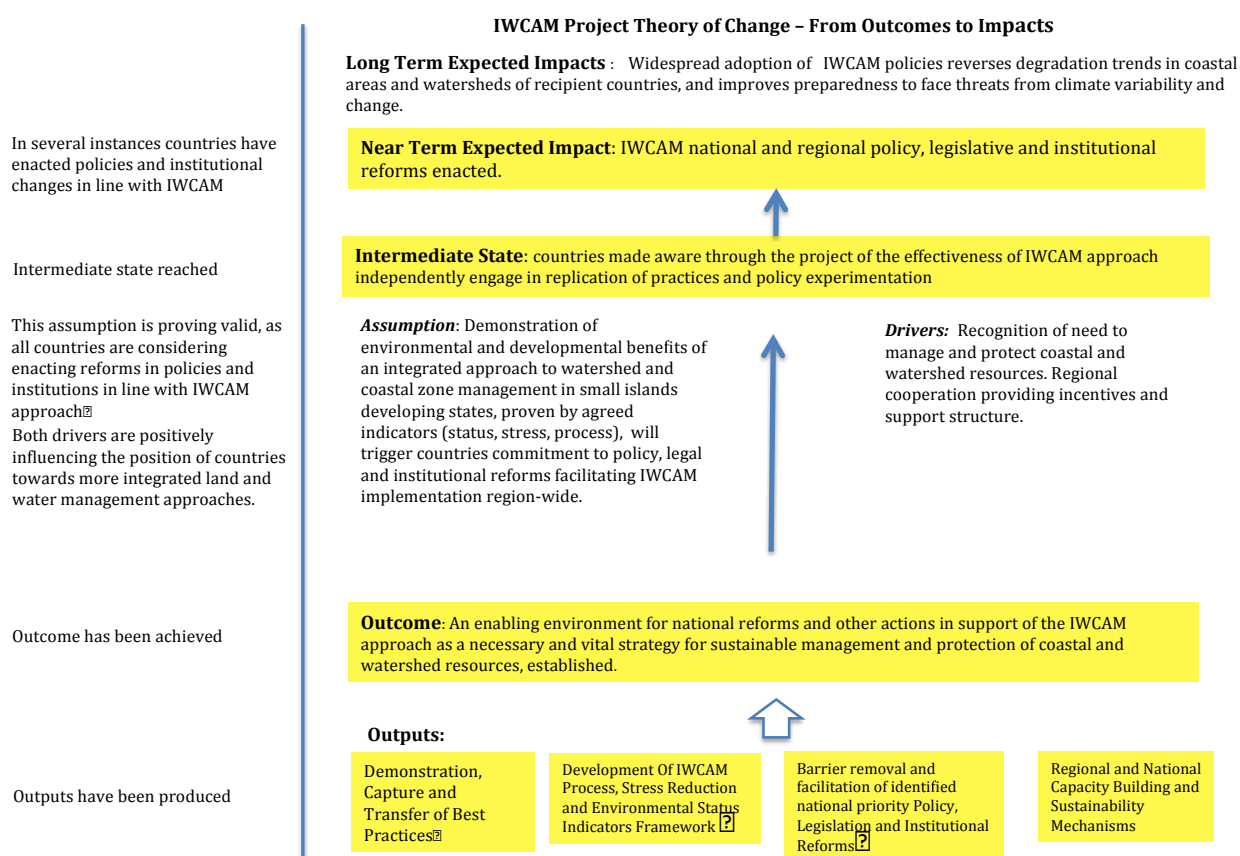 IWCAM Project Theory of Change – From Outcomes to Impacts
Long Term Expected Impacts : Widespread adoption of IWCAM policies reverses degradation trends in coastal
areas and watersheds of recipient countries, and improves preparedness to face threats from climate variability and
change.
In several instances countries have
enacted policies and institutional
changes in line with IWCAM
Near Term Expected Impact: IWCAM national and regional policy, legislative and institutional
reforms enacted.
Intermediate state reached
Intermediate State: countries made aware through the project of the effectiveness of IWCAM approach
independently engage in replication of practices and policy experimentation
This assumption is proving valid, as
all countries are considering
enacting reforms in policies and
institutions in line with IWCAM
approach⍰
Both drivers are positively
influencing the position of countries
towards more integrated land and
water management approaches.
Assumption: Demonstration of
environmental and developmental benefits of
an integrated approach to watershed and
coastal zone management in small islands
developing states, proven by agreed
indicators (status, stress, process), will
trigger countries commitment to policy, legal
and institutional reforms facilitating IWCAM
implementation region-wide.
Drivers: Recognition of need to
manage and protect coastal and
watershed resources. Regional
cooperation providing incentives and
support structure.
Outcome has been achieved
Outcome: An enabling environment for national reforms and other actions in support of the IWCAM
approach as a necessary and vital strategy for sustainable management and protection of coastal and
watershed resources, established.
Outputs:
Outputs have been produced
Demonstration,
Capture and
Transfer of Best
Practices⍰
Development Of IWCAM
Process, Stress Reduction
and Environmental Status
Indicators Framework ⍰
Barrier removal and
facilitation of identified
national priority Policy,
Legislation and Institutional
Reforms⍰
Regional and National
Capacity Building and
Sustainability
Mechanisms